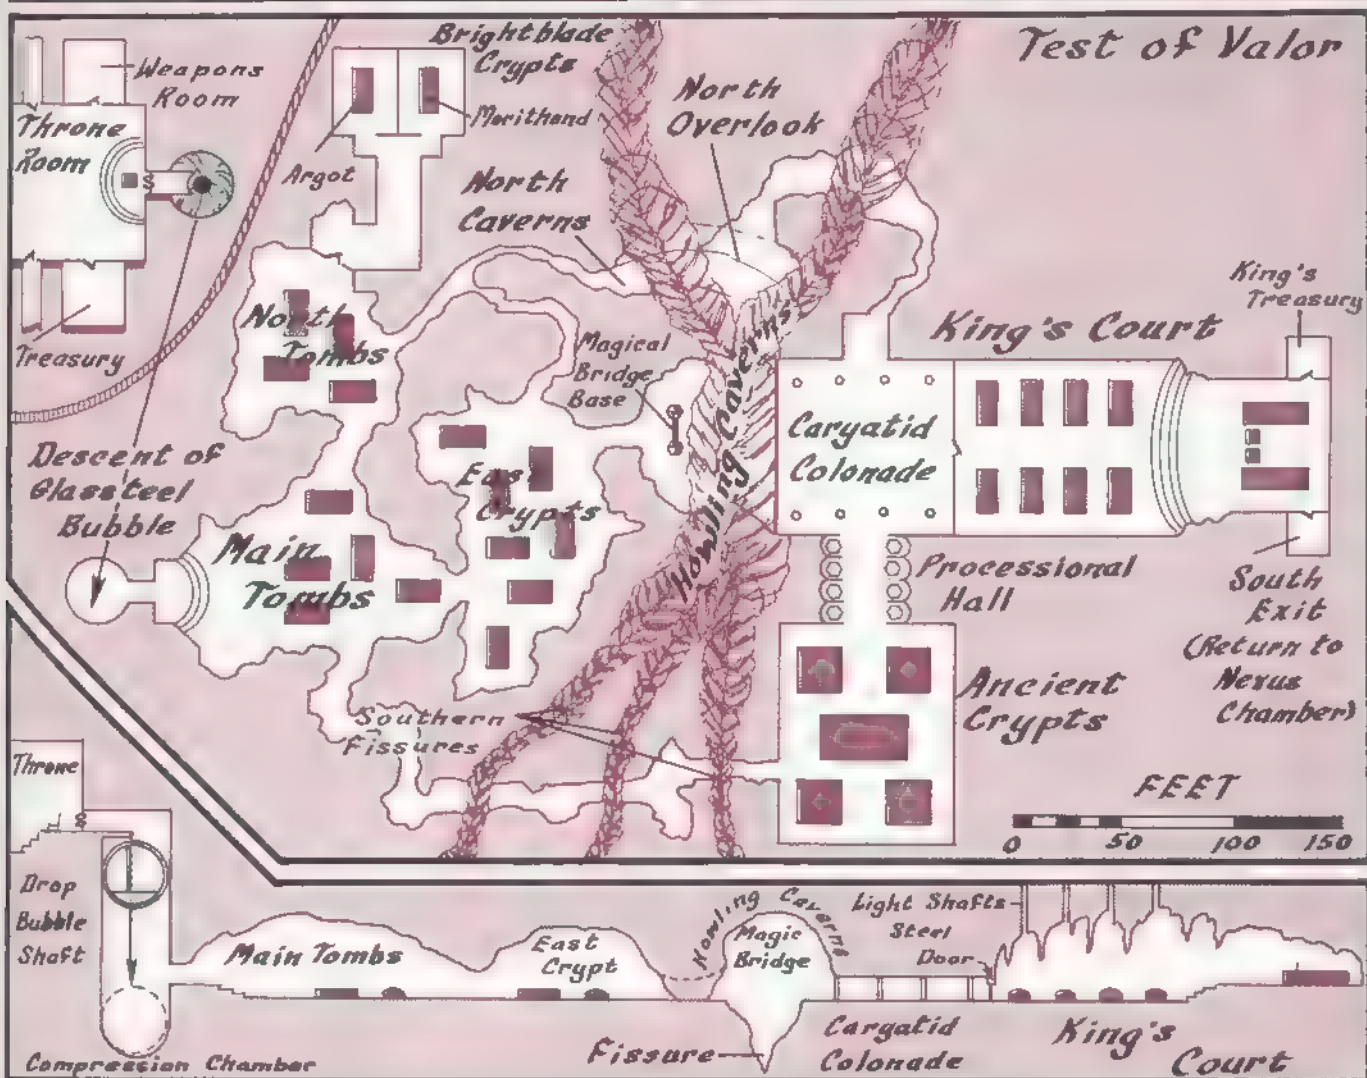 Test of Valor
Weapons
Room
Throne
Room
Treasury
Brightblade
Crypts
Morithond
Argot
North
Caverns
North
Overlook
North
Tombs
Magical
Bridge
Base
Howling Caverns
King's
Treasury
King's Court
Caryatid
Colonade
Descent of
Glassteel
Bubble
Main
Tombs
East
Crypts
Processional
Hall
South
Exit
(Return to
Nexus
Chamber)
Ancient
Crypts
Southern
Fissures
FEET
0 50 100 150
Throne
S
Drop
Bubble
Shaft
Compression Chamber
Main Tombs
East
Crypt
Howling Caverns
Magic
Bridge
Fissure
Light Shafts
Steel
Door
Cargatid
Colonade
King's
Court